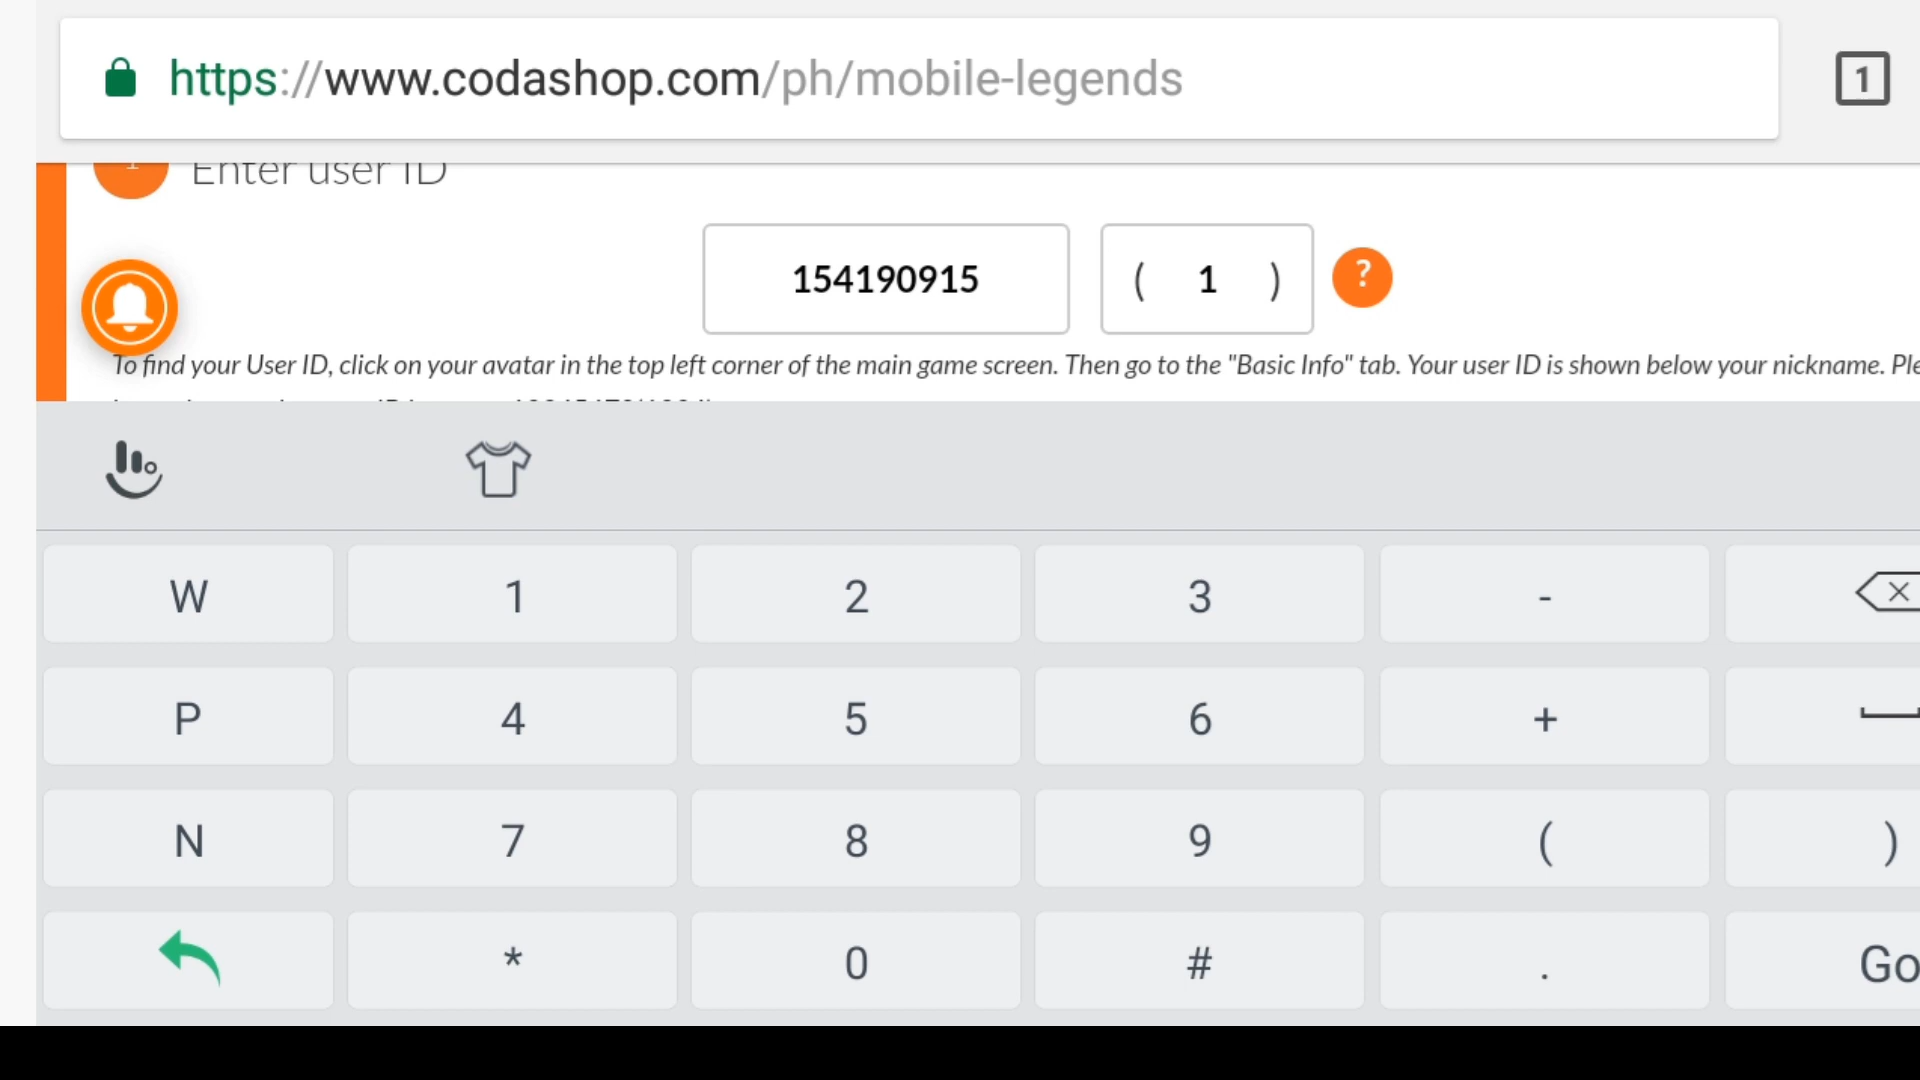 https://www.codashop.com/ph/mobile-legends
1
1 Enter user ID
154190915 ( 1 ) ?
To find your User ID, click on your avatar in the top left corner of the main game screen. Then go to the "Basic Info" tab. Your user ID is shown below your nickname.
W 1 2 3 -
P 4 5 6 +
N 7 8 9 ( )
* 0 # . Go